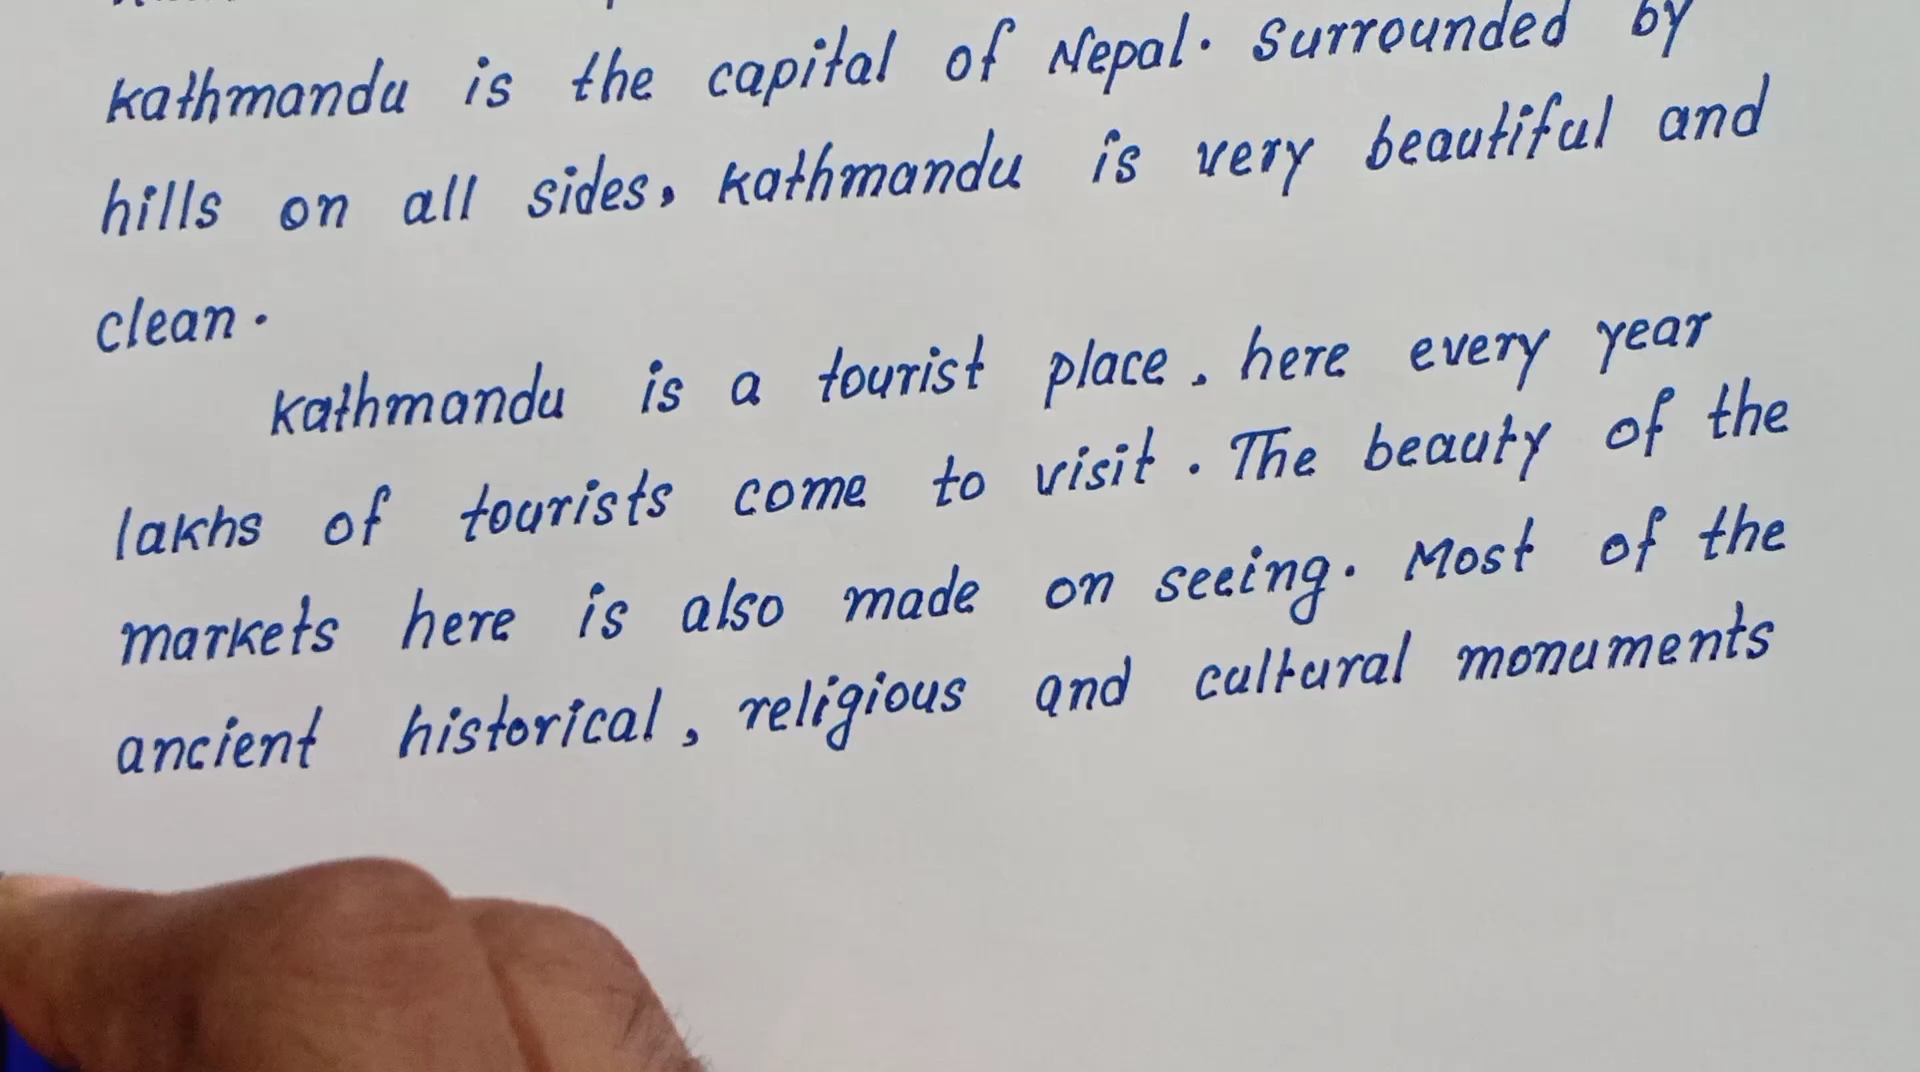 Kathmandu is the capital of Nepal. Surrounded by
hills on all sides, Kathmandu is very beautiful and
clean.
Kathmandu is a tourist place, here every year
lakhs of tourists come to visit. The beauty of the
markets here is also made on seeing. Most of the
ancient historical, religious and cultural monuments